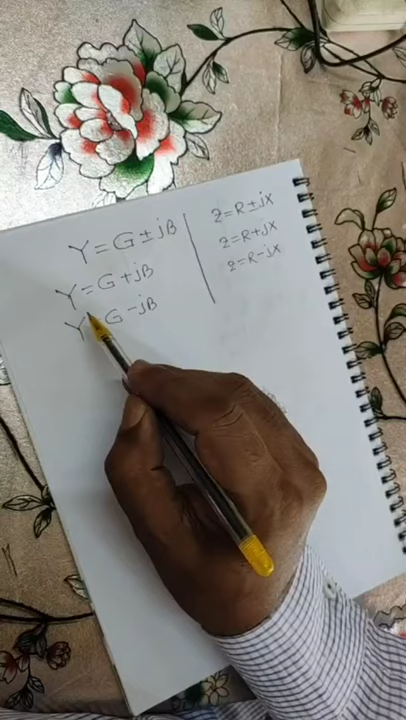 Y = G ± jB
Y = G + jB
Y G - jB
Z = R ± jX
Z = R + jX
Z = R - jX